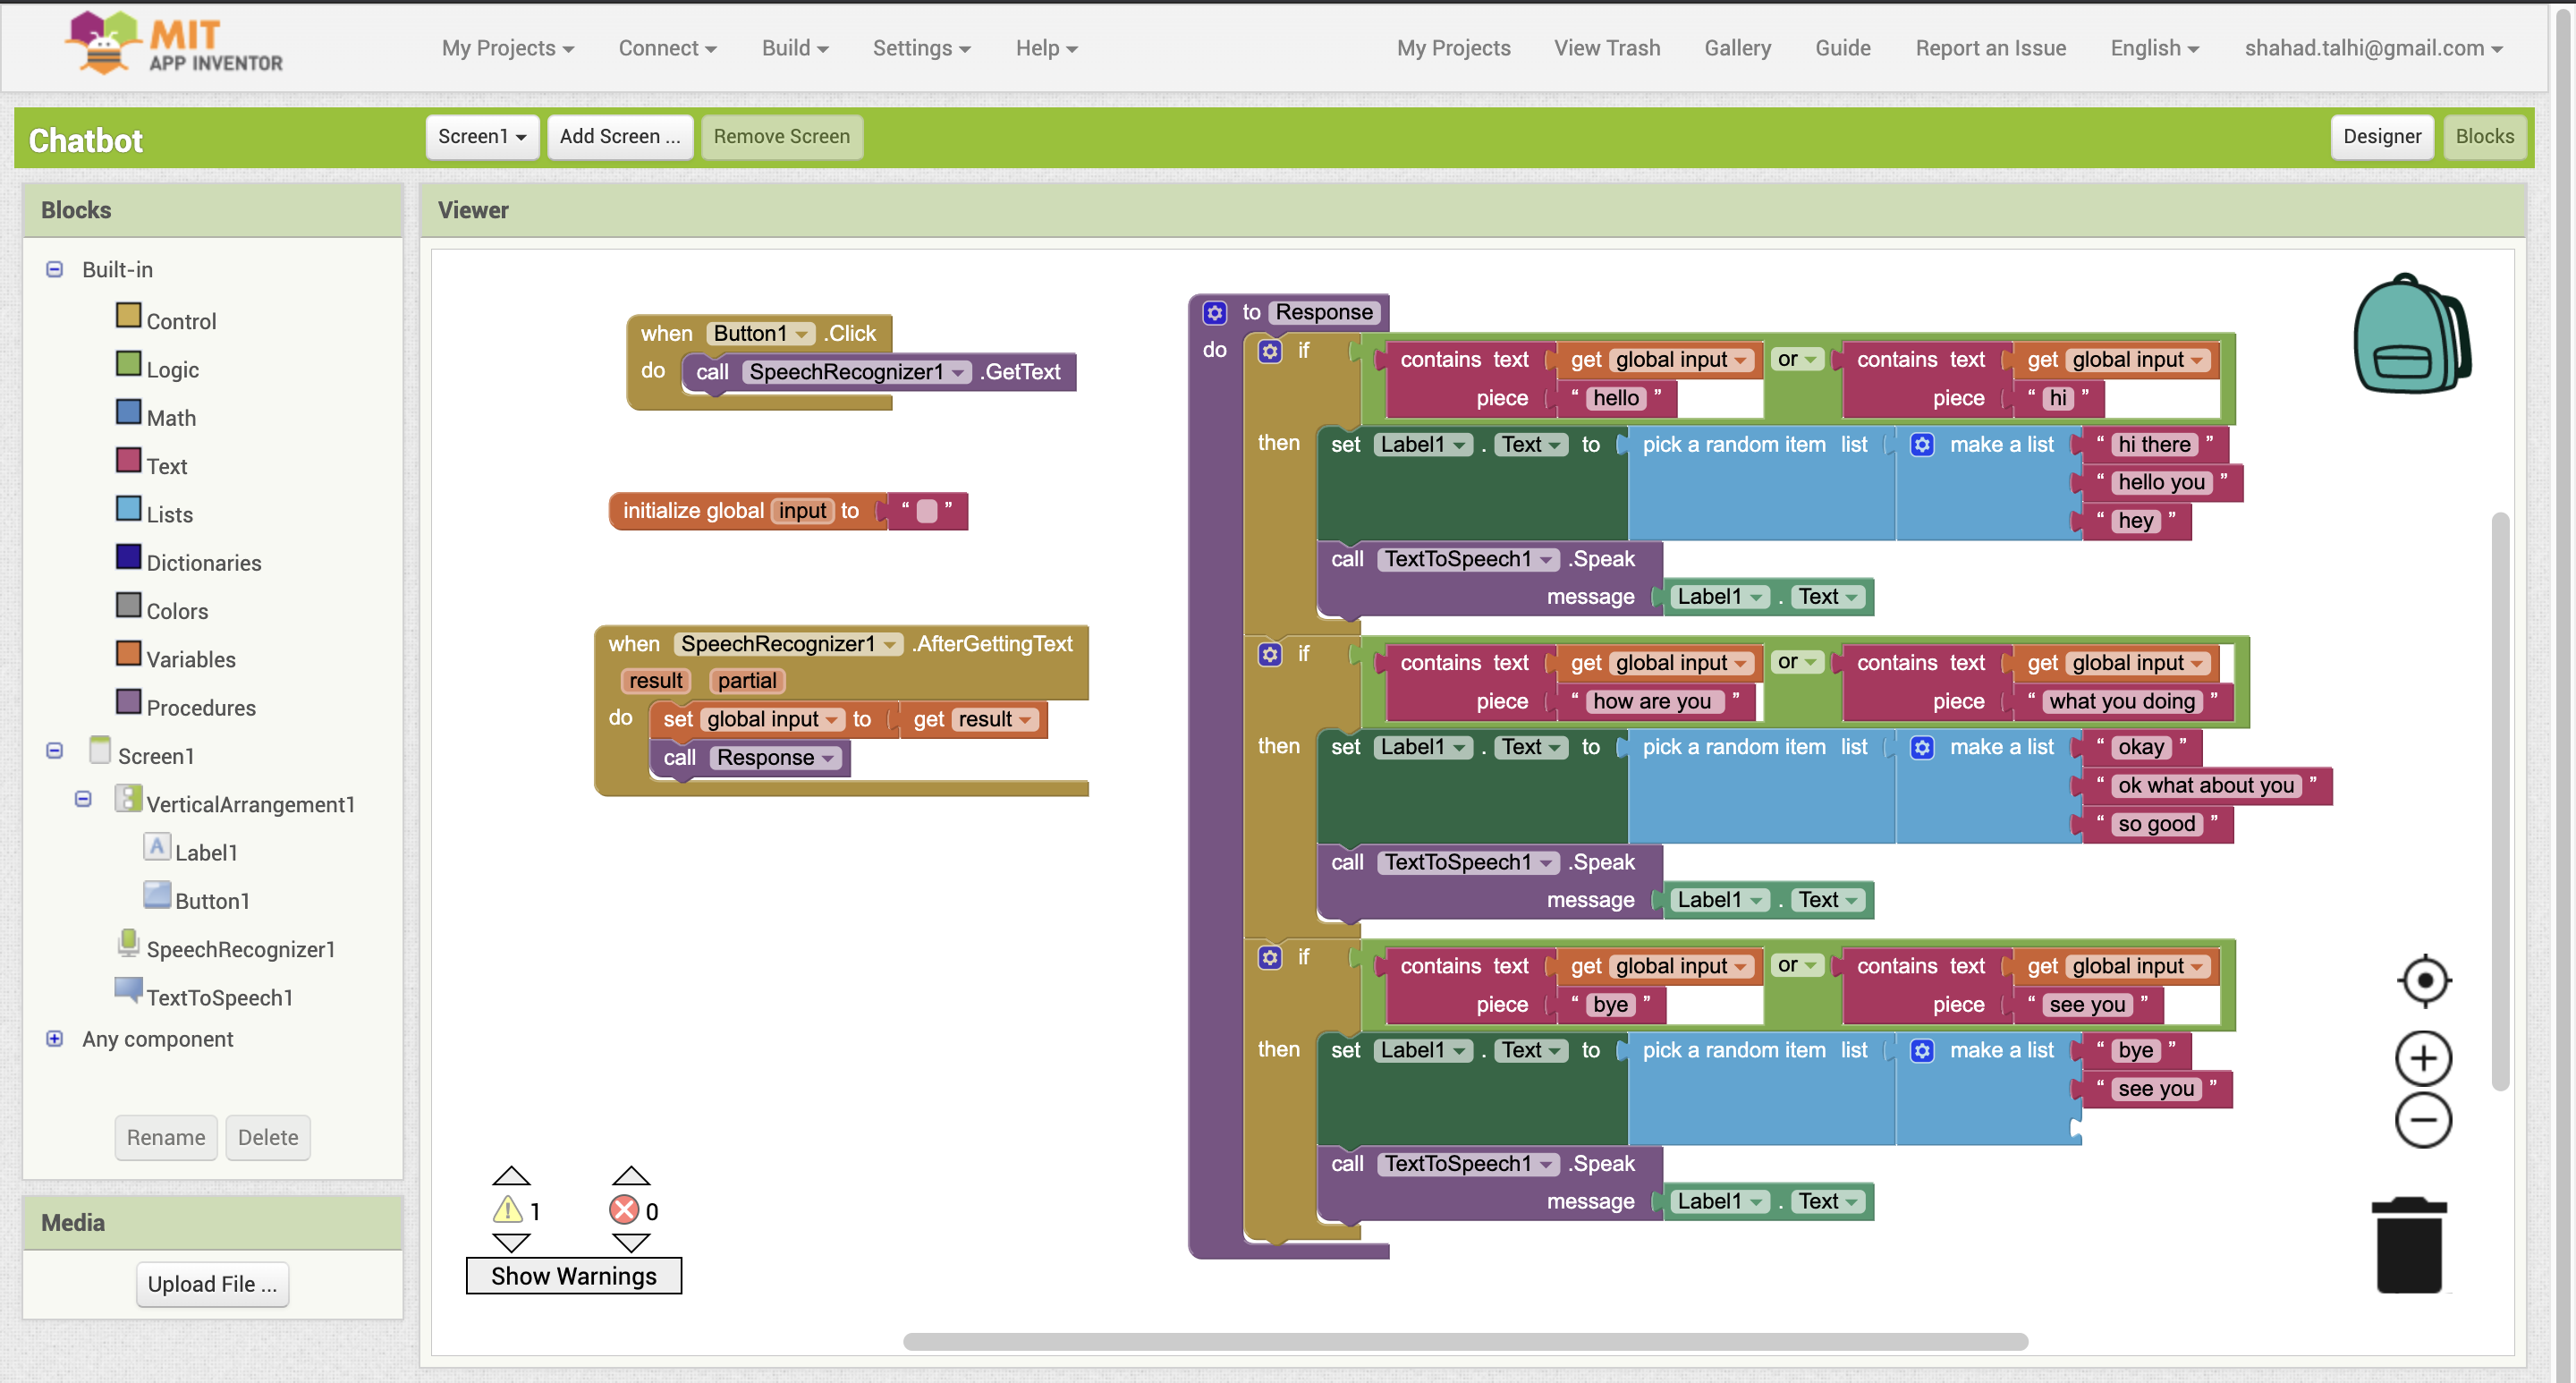 MIT
APP INVENTOR
My Projects Connect Build Settings Help My Projects View Trash Gallery Guide Report an Issue English shahad.talhi@gmail.com
Chatbot Screen1 Add Screen ... Remove Screen Designer Blocks
Blocks
Built-in
Control
Logic
Math
Text
Lists
Dictionaries
Colors
Variables
Procedures
Screen1
VerticalArrangement1
A Label1
Button1
SpeechRecognizer1
TextToSpeech1
Any component
Rename Delete
Media
Upload File ...
Viewer
when Button1 .Click
do call SpeechRecognizer1 .GetText
initialize global input to “ ”
when SpeechRecognizer1 .AfterGettingText
result partial
do set global input to get result
call Response
1 0
Show Warnings
to Response
do if contains text get global input or contains text get global input
piece “ hello ” piece “ hi ”
then set Label1 . Text to pick a random item list make a list “ hi there ”
“ hello you ”
“ hey ”
call TextToSpeech1 .Speak
message Label1 . Text
if contains text get global input or contains text get global input
piece “ how are you ” piece “ what you doing ”
then set Label1 . Text to pick a random item list make a list “ okay ”
“ ok what about you ”
“ so good ”
call TextToSpeech1 .Speak
message Label1 . Text
if contains text get global input or contains text get global input
piece “ bye ” piece “ see you ”
then set Label1 . Text to pick a random item list make a list “ bye ”
“ see you ”
call TextToSpeech1 .Speak
message Label1 . Text